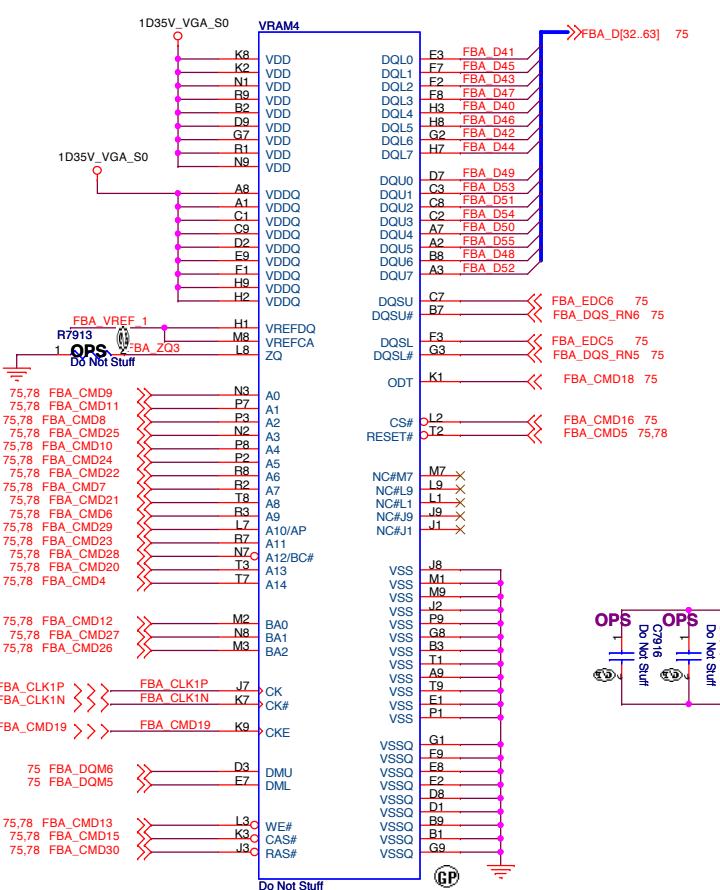 1D35V_VGA_S0
VRAM4
FBA_D[32..63] 75
K8 VDD DQL0 E3 FBA_D41
K2 VDD DQL1 F7 FBA_D45
N1 VDD DQL2 F2 FBA_D43
R9 VDD DQL3 F8 FBA_D47
B2 VDD DQL4 H3 FBA_D40
D9 VDD DQL5 H8 FBA_D46
G7 VDD DQL6 G2 FBA_D42
R1 VDD DQL7 H7 FBA_D44
N9 VDD
1D35V_VGA_S0
DQU0 D7 FBA_D49
A8 VDDQ DQU1 C3 FBA_D53
A1 VDDQ DQU2 C8 FBA_D51
C1 VDDQ DQU3 C2 FBA_D54
C9 VDDQ DQU4 A7 FBA_D50
D2 VDDQ DQU5 A2 FBA_D55
E9 VDDQ DQU6 B8 FBA_D48
F1 VDDQ DQU7 A3 FBA_D52
H9 VDDQ
H2 VDDQ
DQSU C7 FBA_EDC6 75
DQSU# B7 FBA_DQS_RN6 75
FBA_VREF_1 H1 VREFDQ
R7913 M8 VREFCA
DQSL F3 FBA_EDC5 75
1 OPS FBA_ZQ3 L8 ZQ
DQSL# G3 FBA_DQS_RN5 75
Do Not Stuff
ODT K1 FBA_CMD18 75
75,78 FBA_CMD9 N3 A0
75,78 FBA_CMD11 P7 A1
75,78 FBA_CMD8 P3 A2
CS# L2 FBA_CMD16 75
75,78 FBA_CMD25 N2 A3
RESET# T2 FBA_CMD5 75,78
75,78 FBA_CMD10 P8 A4
75,78 FBA_CMD24 P2 A5
75,78 FBA_CMD22 R8 A6
75,78 FBA_CMD7 R2 A7
75,78 FBA_CMD21 T8 A8
75,78 FBA_CMD6 R3 A9
75,78 FBA_CMD29 L7 A10/AP
75,78 FBA_CMD23 R7 A11
75,78 FBA_CMD28 N7 A12/BC#
75,78 FBA_CMD20 T3 A13
75,78 FBA_CMD4 T7 A14
NC#M7 M7
NC#L9 L9
NC#L1 L1
NC#J9 J9
NC#J1 J1
VSS J8
VSS M1
VSS M9
VSS J2
VSS P9
VSS G8
VSS B3
VSS T1
VSS A9
VSS T9
VSS E1
VSS P1
75,78 FBA_CMD12 M2 BA0
75,78 FBA_CMD27 N8 BA1
75,78 FBA_CMD26 M3 BA2
OPS OPS
1 1
C7916
Do Not Stuff
Do Not Stuff
FBA_CLK1P FBA_CLK1P J7 CK
FBA_CLK1N FBA_CLK1N K7 CK#
FBA_CMD19 FBA_CMD19 K9 CKE
VSSQ G1
VSSQ F9
VSSQ E8
VSSQ E2
VSSQ D8
VSSQ D1
VSSQ B9
VSSQ B1
VSSQ G9
75 FBA_DQM6 D3 DMU
75 FBA_DQM5 E7 DML
75,78 FBA_CMD13 L3 WE#
75,78 FBA_CMD15 K3 CAS#
75,78 FBA_CMD30 J3 RAS#
GP
Do Not Stuff